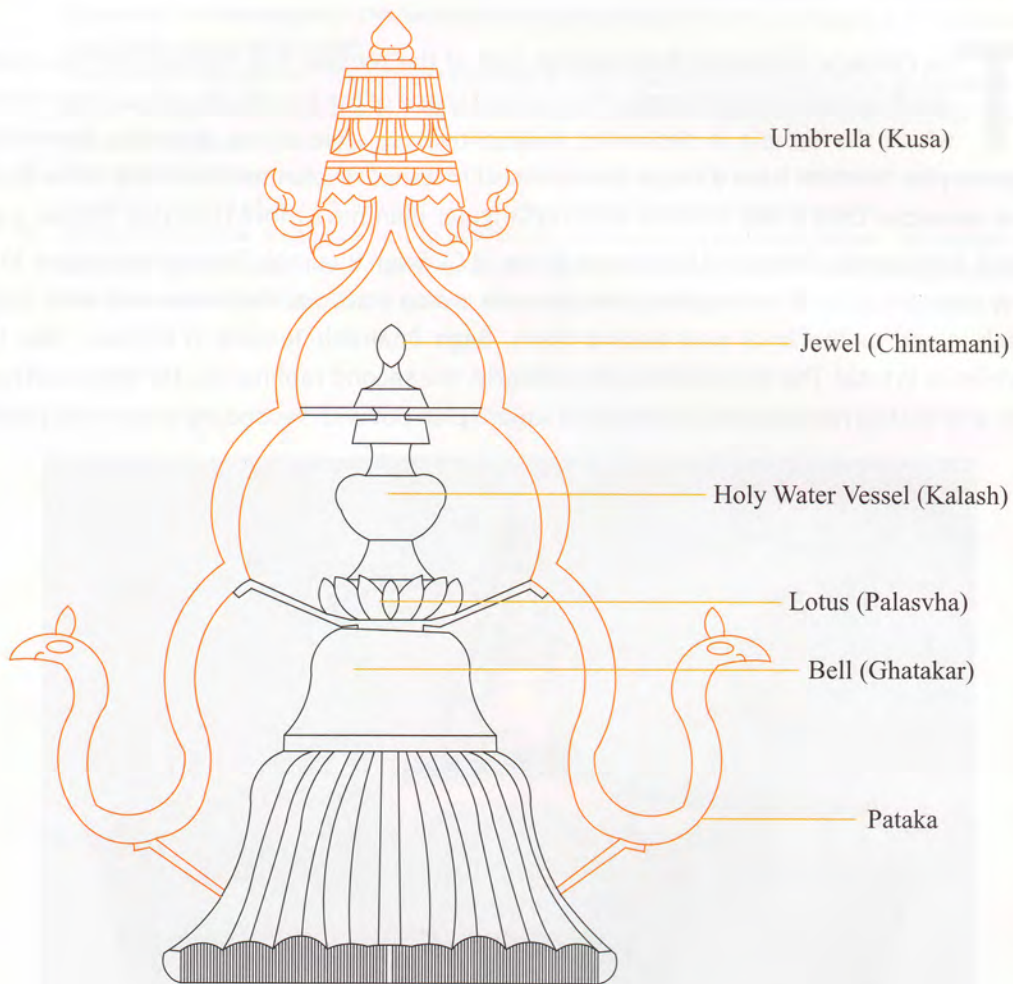 Umbrella (Kusa)
Jewel (Chintamani)
Holy Water Vessel (Kalash)
Lotus (Palasvha)
Bell (Ghatakar)
Pataka